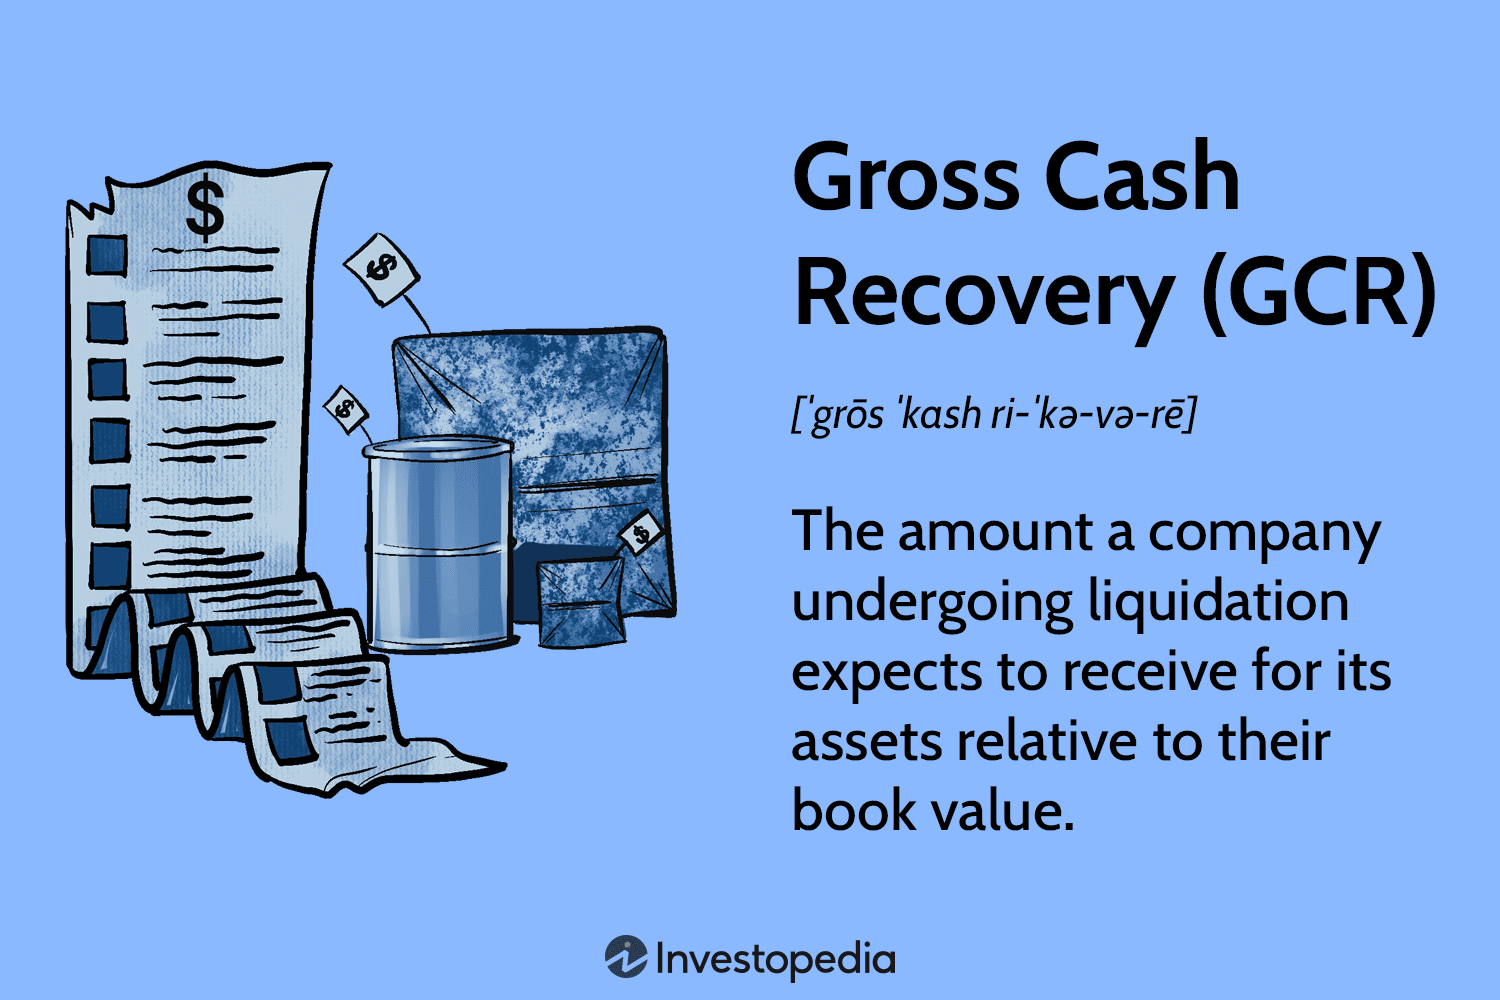 $
$
$
$
Gross Cash
Recovery (GCR)
[ˈgrōs ˈkash ri-ˈkə-və-rē]
The amount a company
undergoing liquidation
expects to receive for its
assets relative to their
book value.
Investopedia